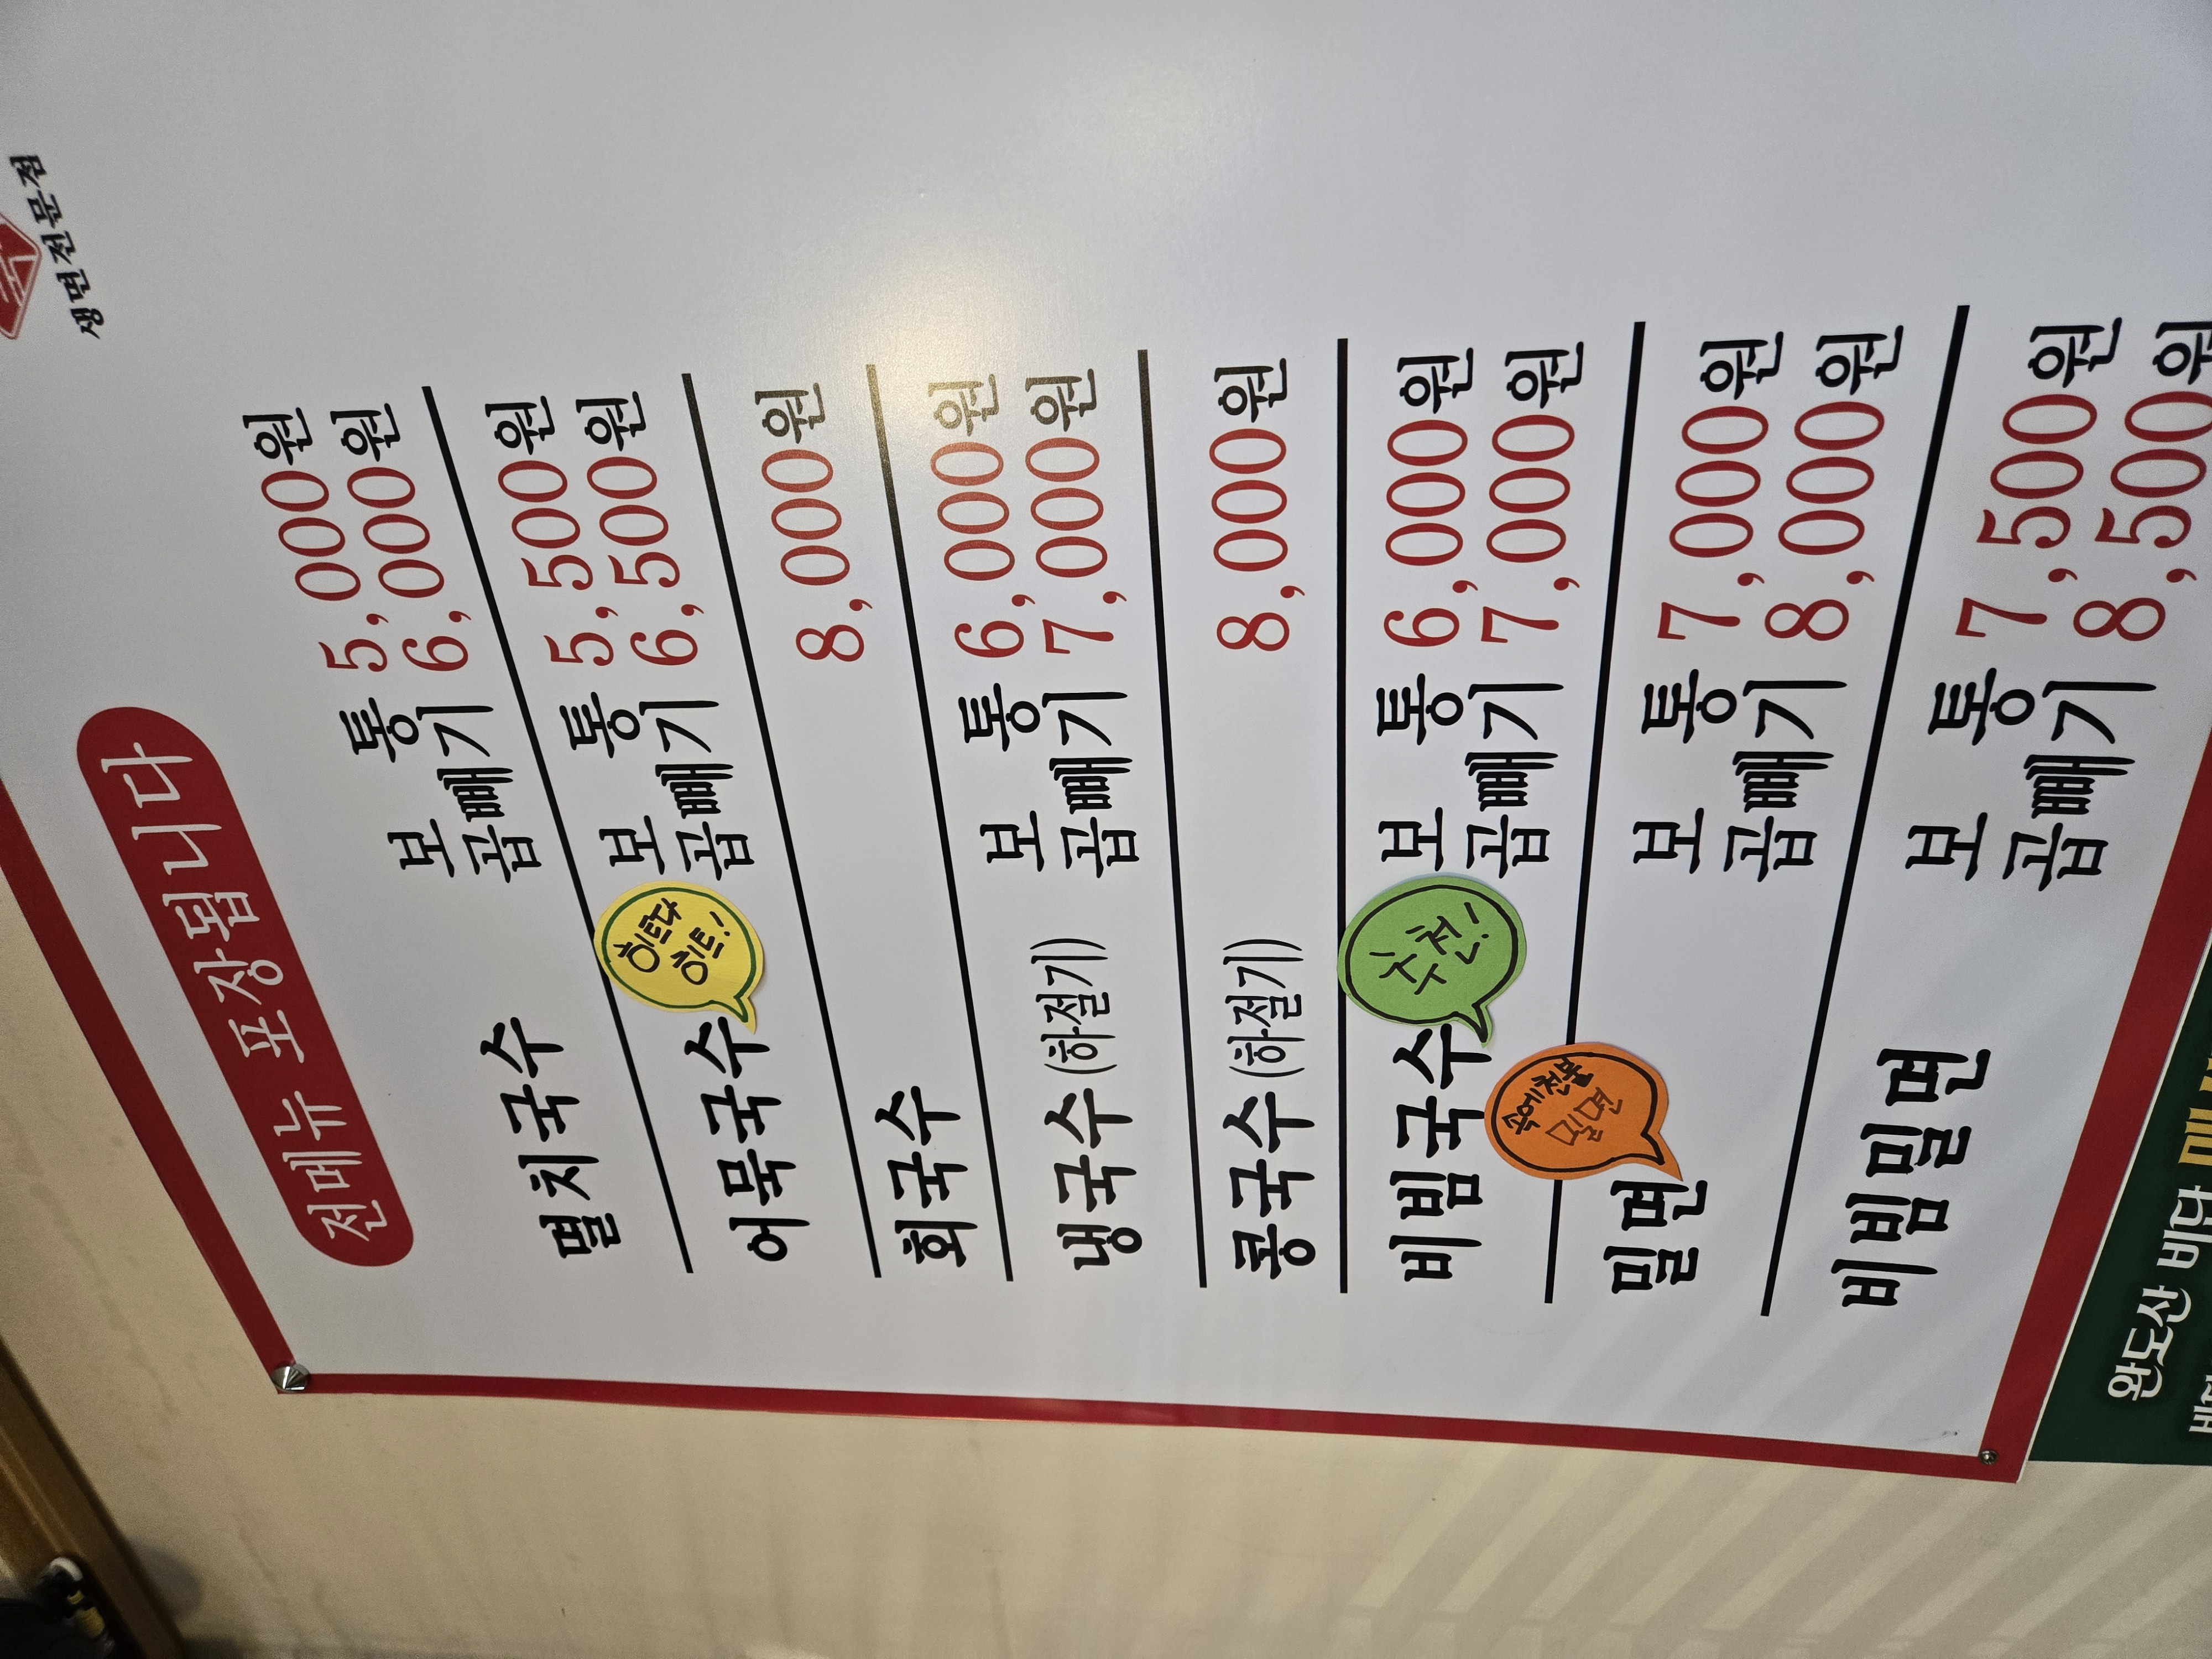 생면전문점
전메뉴 포장됩니다
멸치국수 보통 5,000원
곱빼기 6,000원
어묵국수 보통 5,500원
곱빼기 6,500원
히트다
히트!
회국수 8,000원
냉국수(하절기) 보통 6,000원
곱빼기 7,000원
콩국수(하절기) 8,000원
비빔국수 보통 6,000원
곱빼기 7,000원
추천!
밀면 보통 7,000원
곱빼기 8,000원
비빔밀면 보통 7,500원
곱빼기 8,500원
완도산 비단